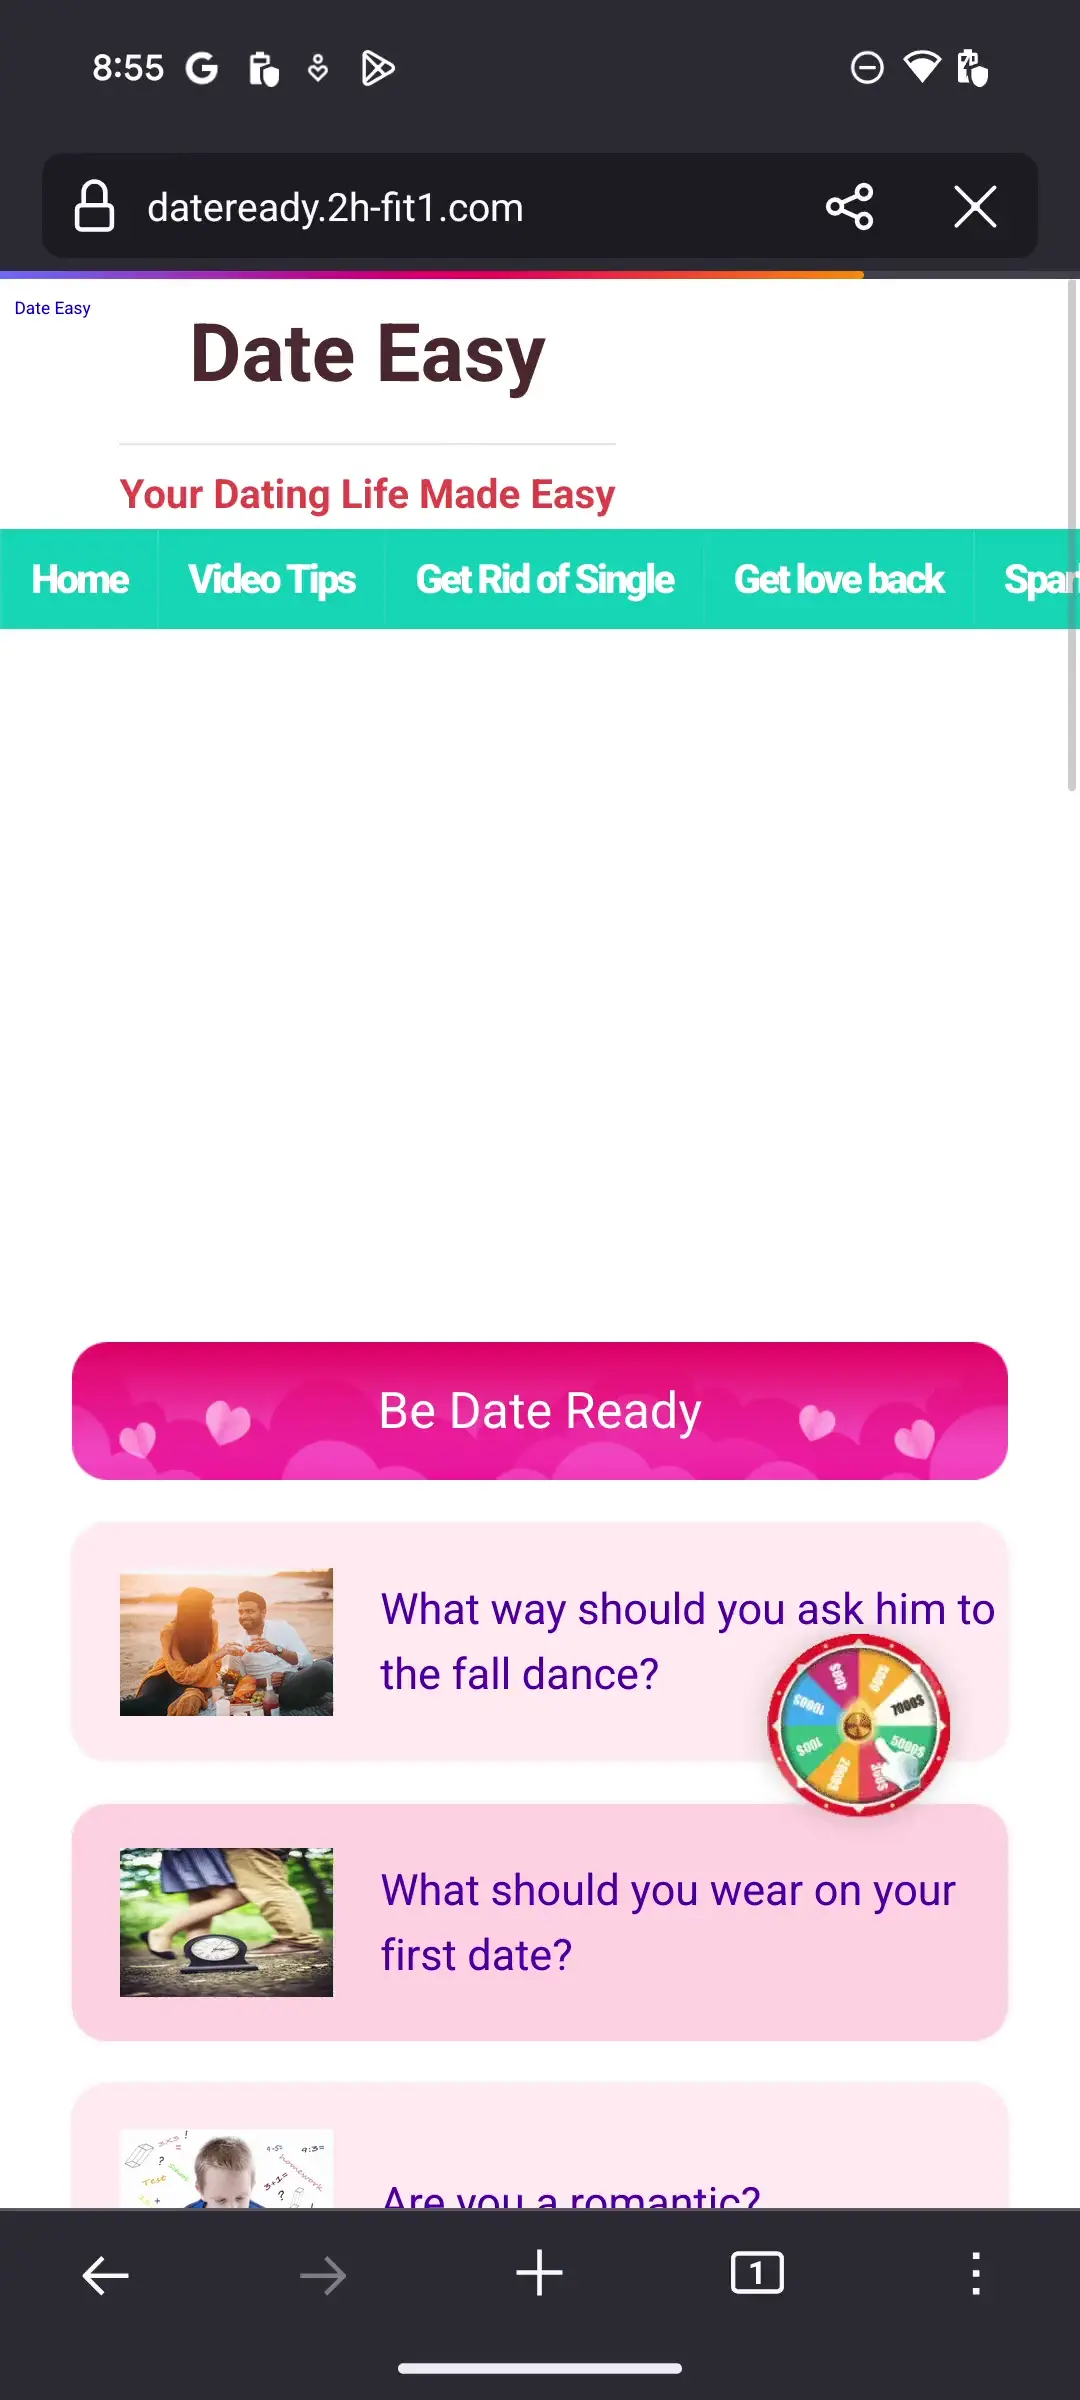 8:55
dateready.2h-fit1.com
Date Easy
Date Easy
Your Dating Life Made Easy
Home Video Tips Get Rid of Single Get love back Spar
Be Date Ready
What way should you ask him to
the fall dance?
7000$
5000$
What should you wear on your
first date?
Are you a romantic?
1